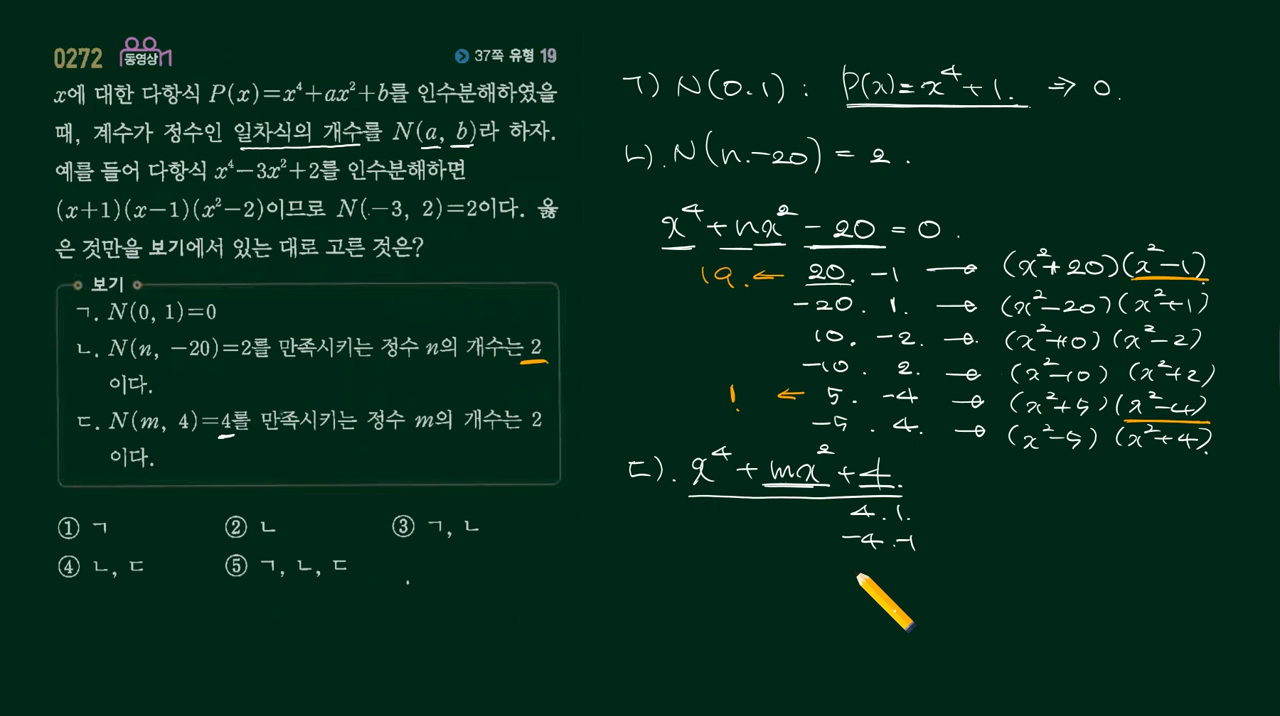 0272 동영상 37쪽 유형 19
x에 대한 다항식 P(x)=x⁴+ax²+b를 인수분해하였을
때, 계수가 정수인 일차식의 개수를 N(a, b)라 하자.
예를 들어 다항식 x⁴−3x²+2를 인수분해하면
(x+1)(x−1)(x²−2)이므로 N(−3, 2)=2이다. 옳
은 것만을 보기에서 있는 대로 고른 것은?
보기
ㄱ. N(0, 1)=0
ㄴ. N(n, −20)=2를 만족시키는 정수 n의 개수는 2
이다.
ㄷ. N(m, 4)=4를 만족시키는 정수 m의 개수는 2
이다.
① ㄱ ② ㄴ ③ ㄱ, ㄴ
④ ㄴ, ㄷ ⑤ ㄱ, ㄴ, ㄷ
ㄱ) N(0.1) : P(x)=x⁴+1. ⇒ 0.
ㄴ). N(n.-20) = 2.
x⁴+nx²-20=0.
19. ← 20. -1 → (x²+20)(x²-1)
-20. 1. → (x²-20)(x²+1)
10. -2. → (x²+10)(x²-2)
-10. 2. → (x²-10)(x²+2)
1. ← 5. -4 → (x²+5)(x²-4)
-5. 4. → (x²-5)(x²+4).
ㄷ). x⁴+mx²+4.
4. 1.
-4. -1